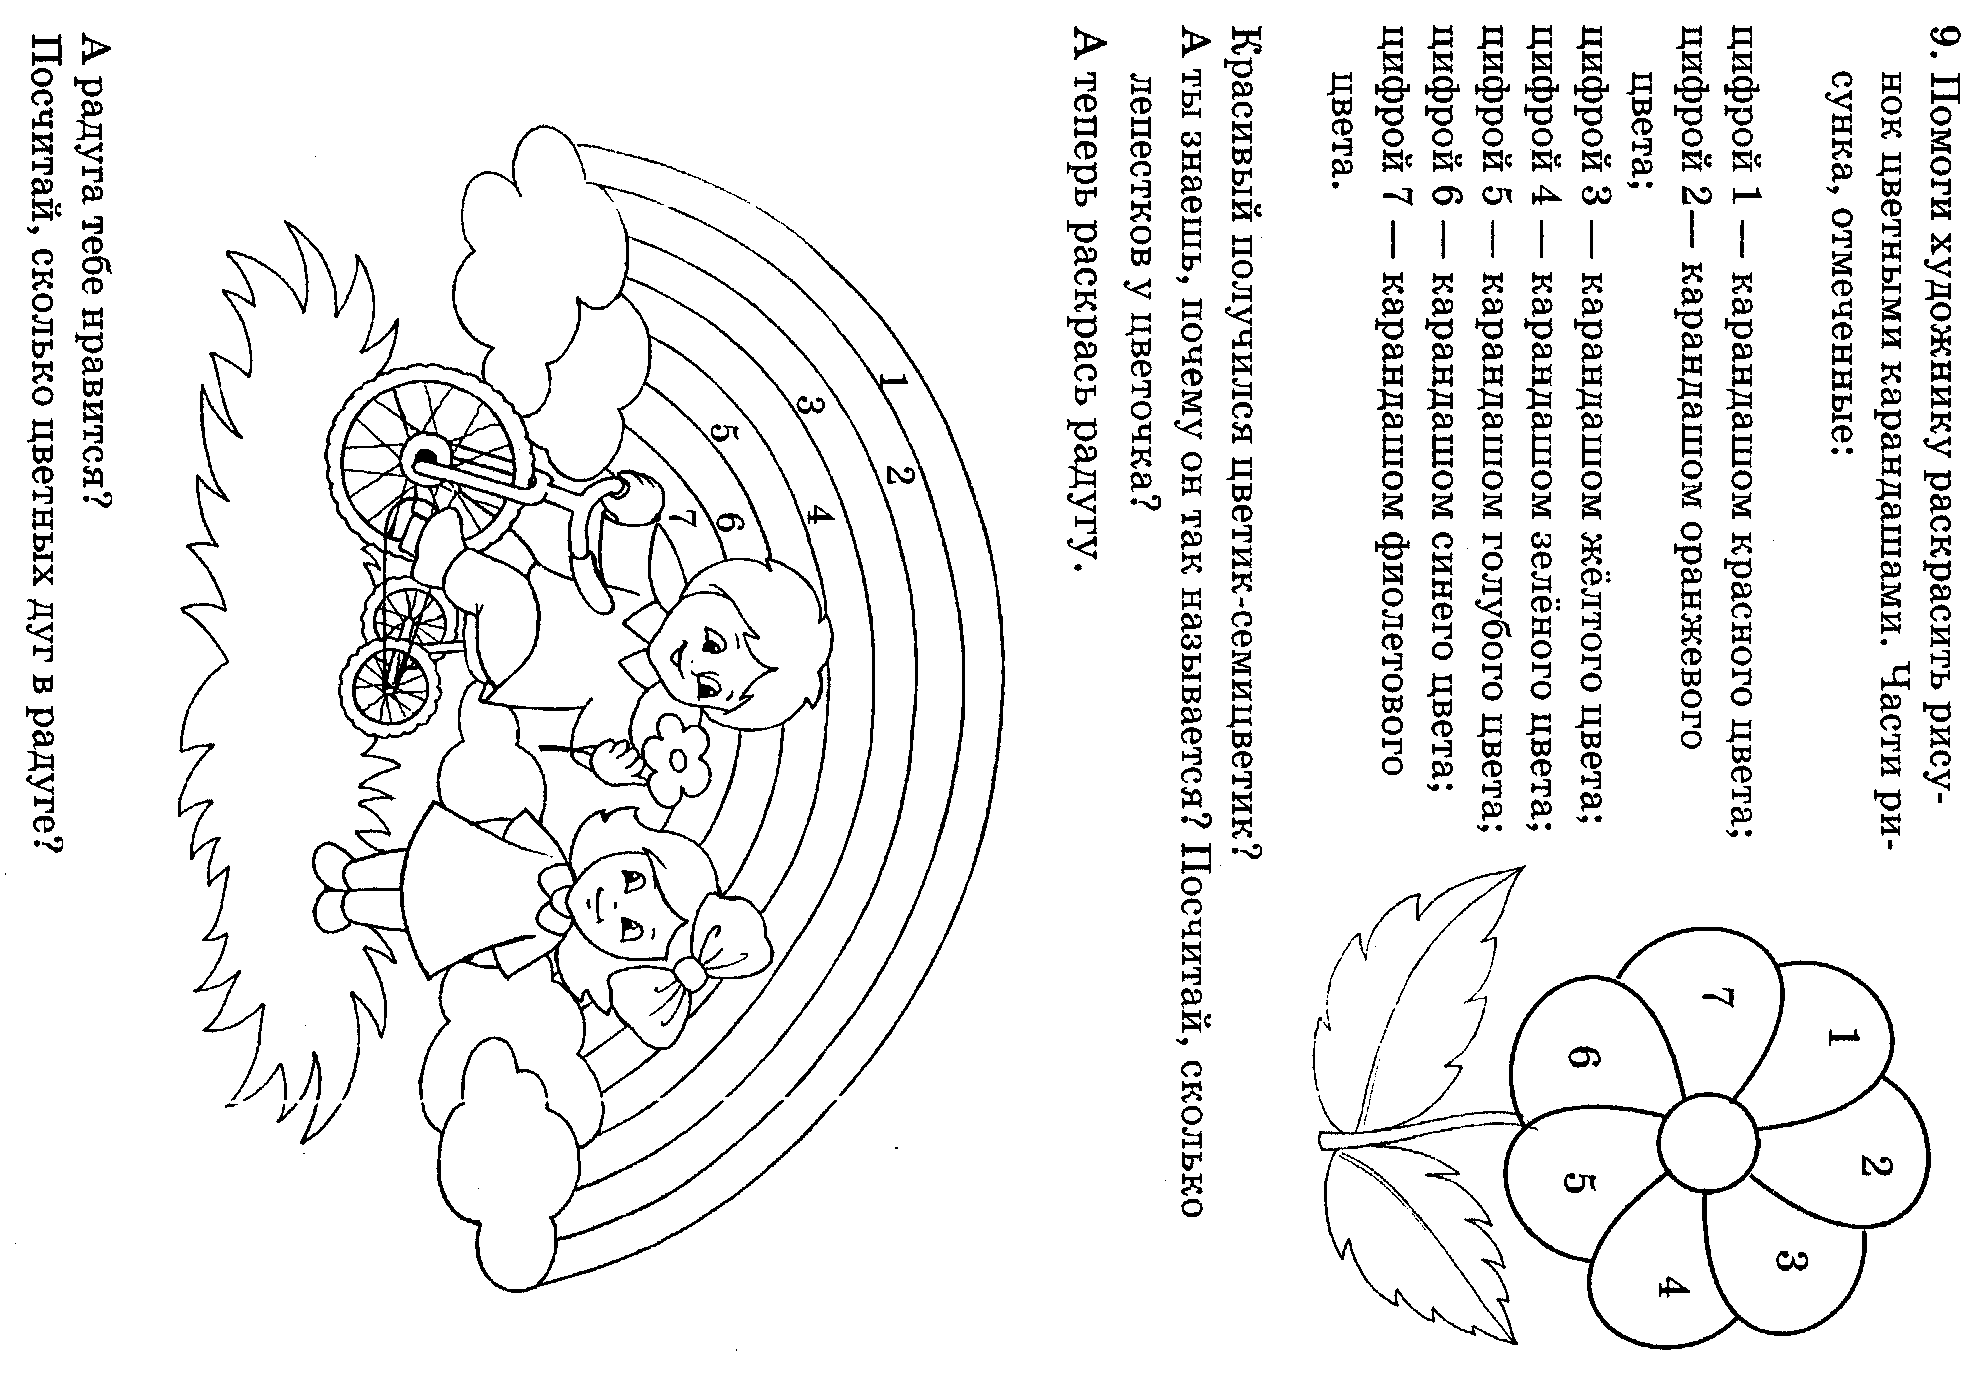 9. Помоги художнику раскрасить рису-
нок цветными карандашами. Части ри-
сунка, отмеченные:
цифрой 1 — карандашом красного цвета;
цифрой 2— карандашом оранжевого
цвета;
цифрой 3 — карандашом жёлтого цвета;
цифрой 4 — карандашом зелёного цвета;
цифрой 5 — карандашом голубого цвета;
цифрой 6 — карандашом синего цвета;
цифрой 7 — карандашом фиолетового
цвета.
1
2
3
4
5
6
7
Красивый получился цветик-семицветик?
А ты знаешь, почему он так называется? Посчитай, сколько
лепестков у цветочка?
А теперь раскрась радугу.
1
2
3
4
5
6
7
А радуга тебе нравится?
Посчитай, сколько цветных дуг в радуге?